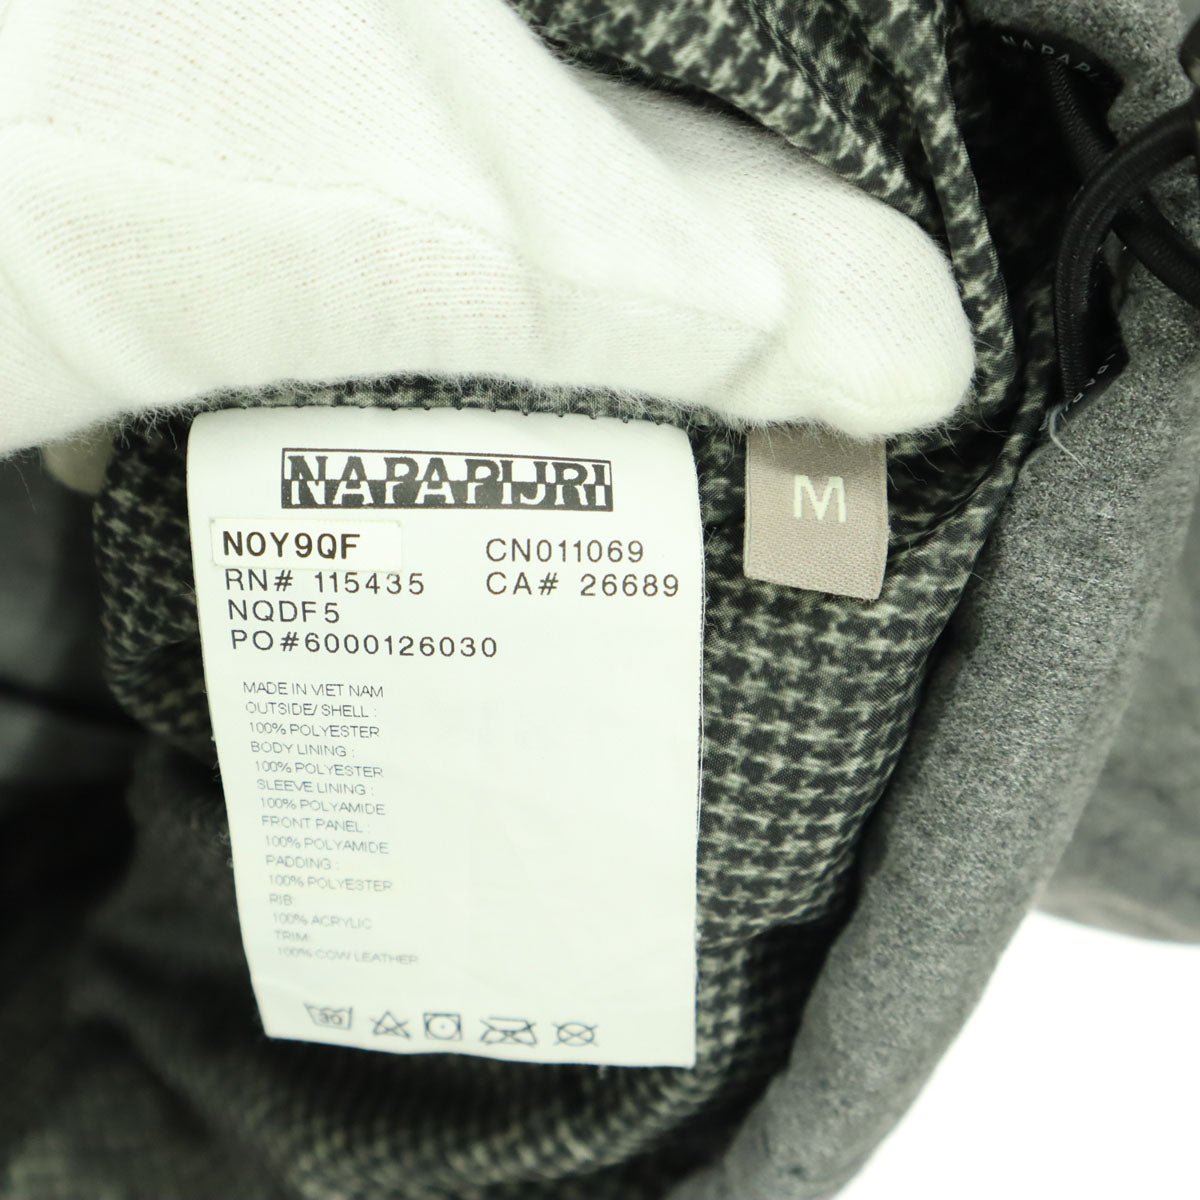 NAPAPIJRI
N0Y9QF CN011069
RN# 115435 CA# 26689
NQDF5
PO#6000126030
MADE IN VIET NAM
OUTSIDE/ SHELL :
100% POLYESTER
BODY LINING :
100% POLYESTER
SLEEVE LINING :
100% POLYAMIDE
FRONT PANEL :
100% POLYAMIDE
PADDING :
100% POLYESTER
RIB:
100% ACRYLIC
TRIM:
100% COW LEATHER
30
M
NAPAPIJ